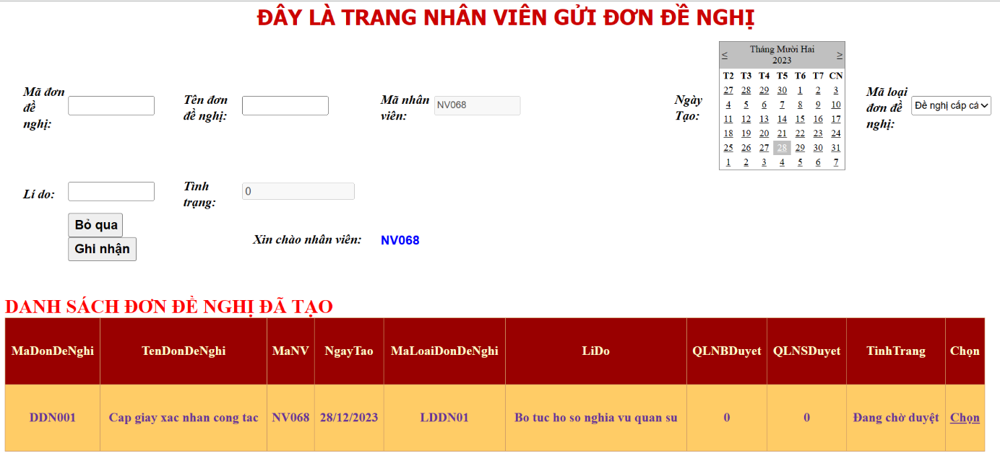 ĐÂY LÀ TRANG NHÂN VIÊN GỬI ĐƠN ĐỀ NGHỊ
Mã đơn
đề
nghị:
Tên đơn
đề nghị:
Mã nhân
viên:
NV068
Ngày
Tạo:
< Tháng Mười Hai >
2023
T2 T3 T4 T5 T6 T7 CN
27 28 29 30 1 2 3
4 5 6 7 8 9 10
11 12 13 14 15 16 17
18 19 20 21 22 23 24
25 26 27 28 29 30 31
1 2 3 4 5 6 7
Mã loại
đơn đề
nghị:
Đề nghị cấp cá
Lí do:
Tình
trạng:
0
Bỏ qua
Ghi nhận
Xin chào nhân viên: NV068
DANH SÁCH ĐƠN ĐỀ NGHỊ ĐÃ TẠO
MaDonDeNghi TenDonDeNghi MaNV NgayTao MaLoaiDonDeNghi LiDo QLNBDuyet QLNSDuyet TinhTrang Chọn
DDN001 Cap giay xac nhan cong tac NV068 28/12/2023 LDDN01 Bo tuc ho so nghia vu quan su 0 0 Đang chờ duyệt Chọn